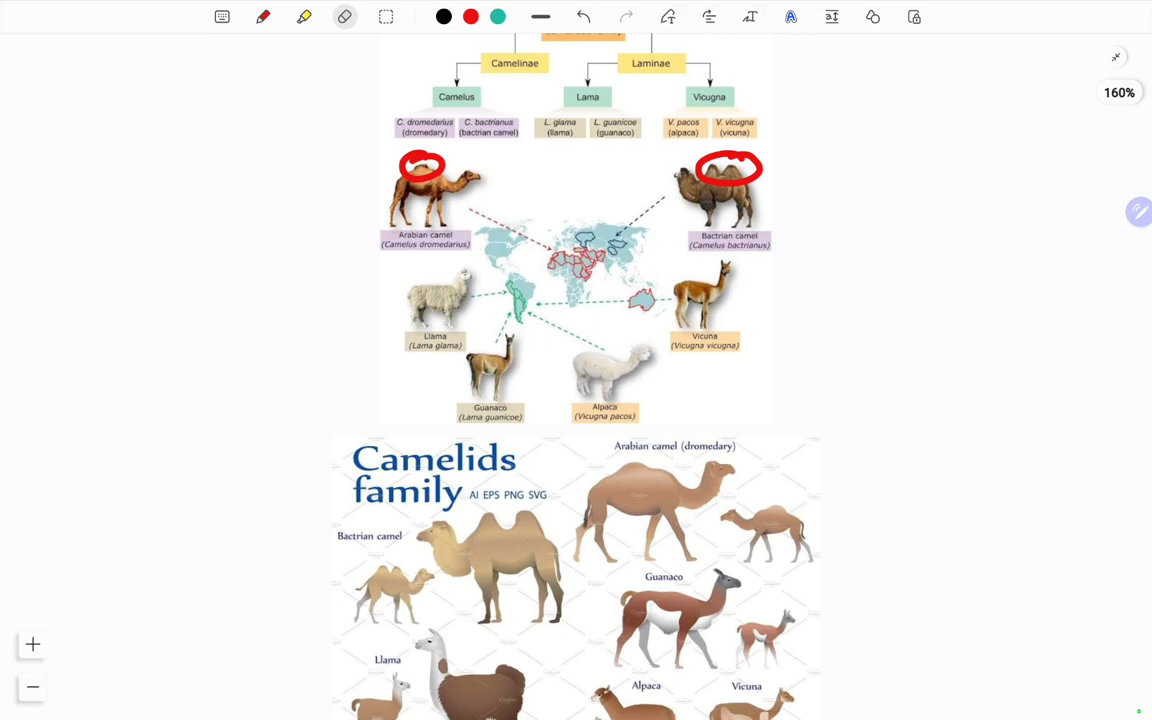 160%
Camelinae
Laminae
Camelus
Lama
Vicugna
C. dromedarius
(dromedary)
C. bactrianus
(bactrian camel)
L. glama
(llama)
L. guanicoe
(guanaco)
V. pacos
(alpaca)
V. vicugna
(vicuna)
Arabian camel
(Camelus dromedarius)
Bactrian camel
(Camelus bactrianus)
Llama
(Lama glama)
Vicuna
(Vicugna vicugna)
Guanaco
(Lama guanicoe)
Alpaca
(Vicugna pacos)
Camelids
family AI EPS PNG SVG
Arabian camel (dromedary)
Bactrian camel
Guanaco
Llama
Alpaca
Vicuna